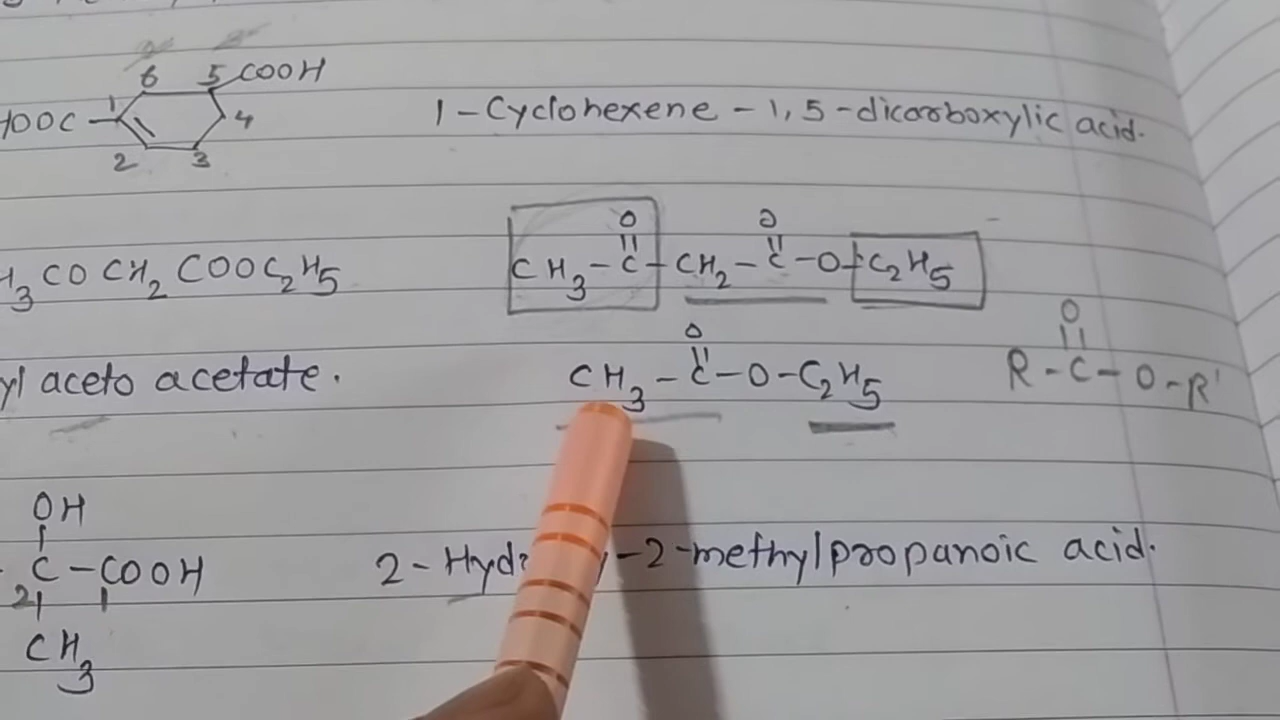 6 5 COOH
HOOC 1 4
2 3
1-Cyclohexene-1,5-dicarboxylic acid.
O O
H3COCH2COOC2H5
CH3-C-CH2-C-O-C2H5
O O
yl aceto acetate.
CH3-C-O-C2H5
R-C-O-R'
OH
C-COOH
2 1
CH3
2-Hyd y-2-methylpropanoic acid.